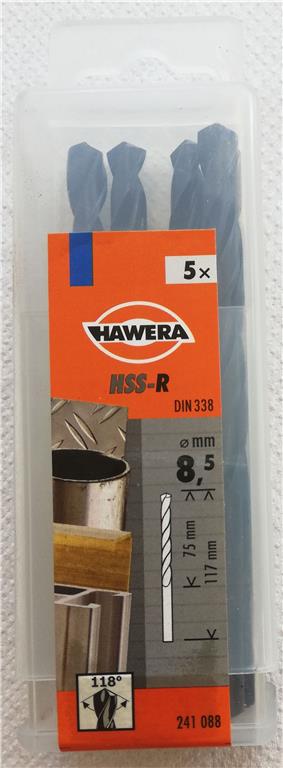 5×
HAWERA
HSS-R
DIN 338
ø mm
8,5
75 mm
117 mm
118°
241 088